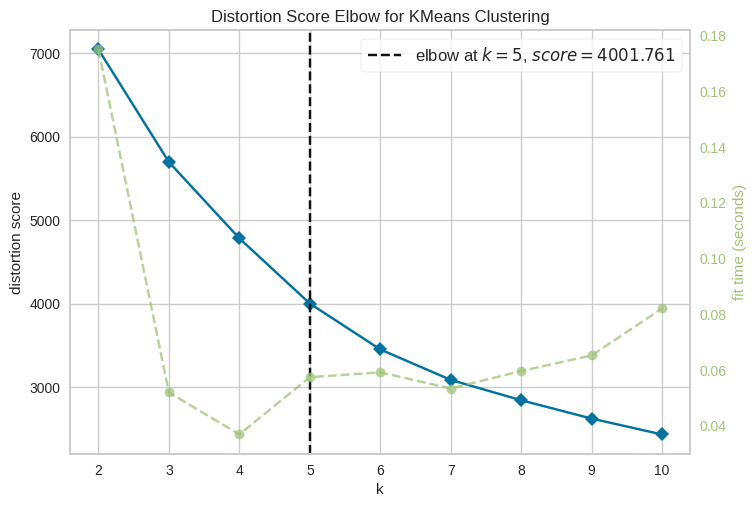 Distortion Score Elbow for KMeans Clustering
elbow at k = 5, score = 4001.761
distortion score
7000
6000
5000
4000
3000
0.18
0.16
0.14
0.12
0.10
0.08
0.06
0.04
fit time (seconds)
2 3 4 5 6 7 8 9 10
k